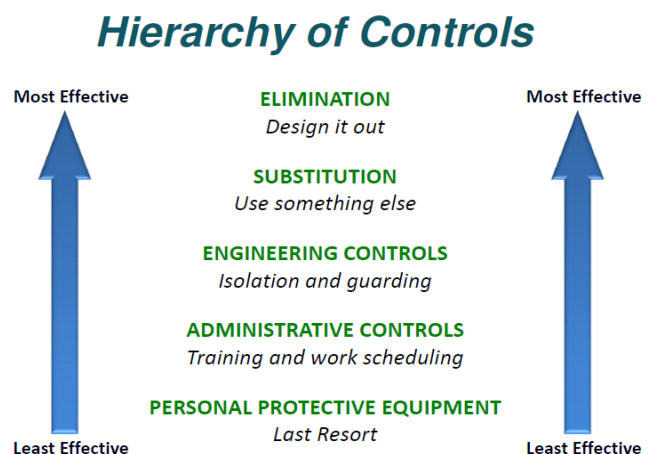 Hierarchy of Controls
Most Effective
Most Effective
ELIMINATION
Design it out
SUBSTITUTION
Use something else
ENGINEERING CONTROLS
Isolation and guarding
ADMINISTRATIVE CONTROLS
Training and work scheduling
PERSONAL PROTECTIVE EQUIPMENT
Last Resort
Least Effective
Least Effective